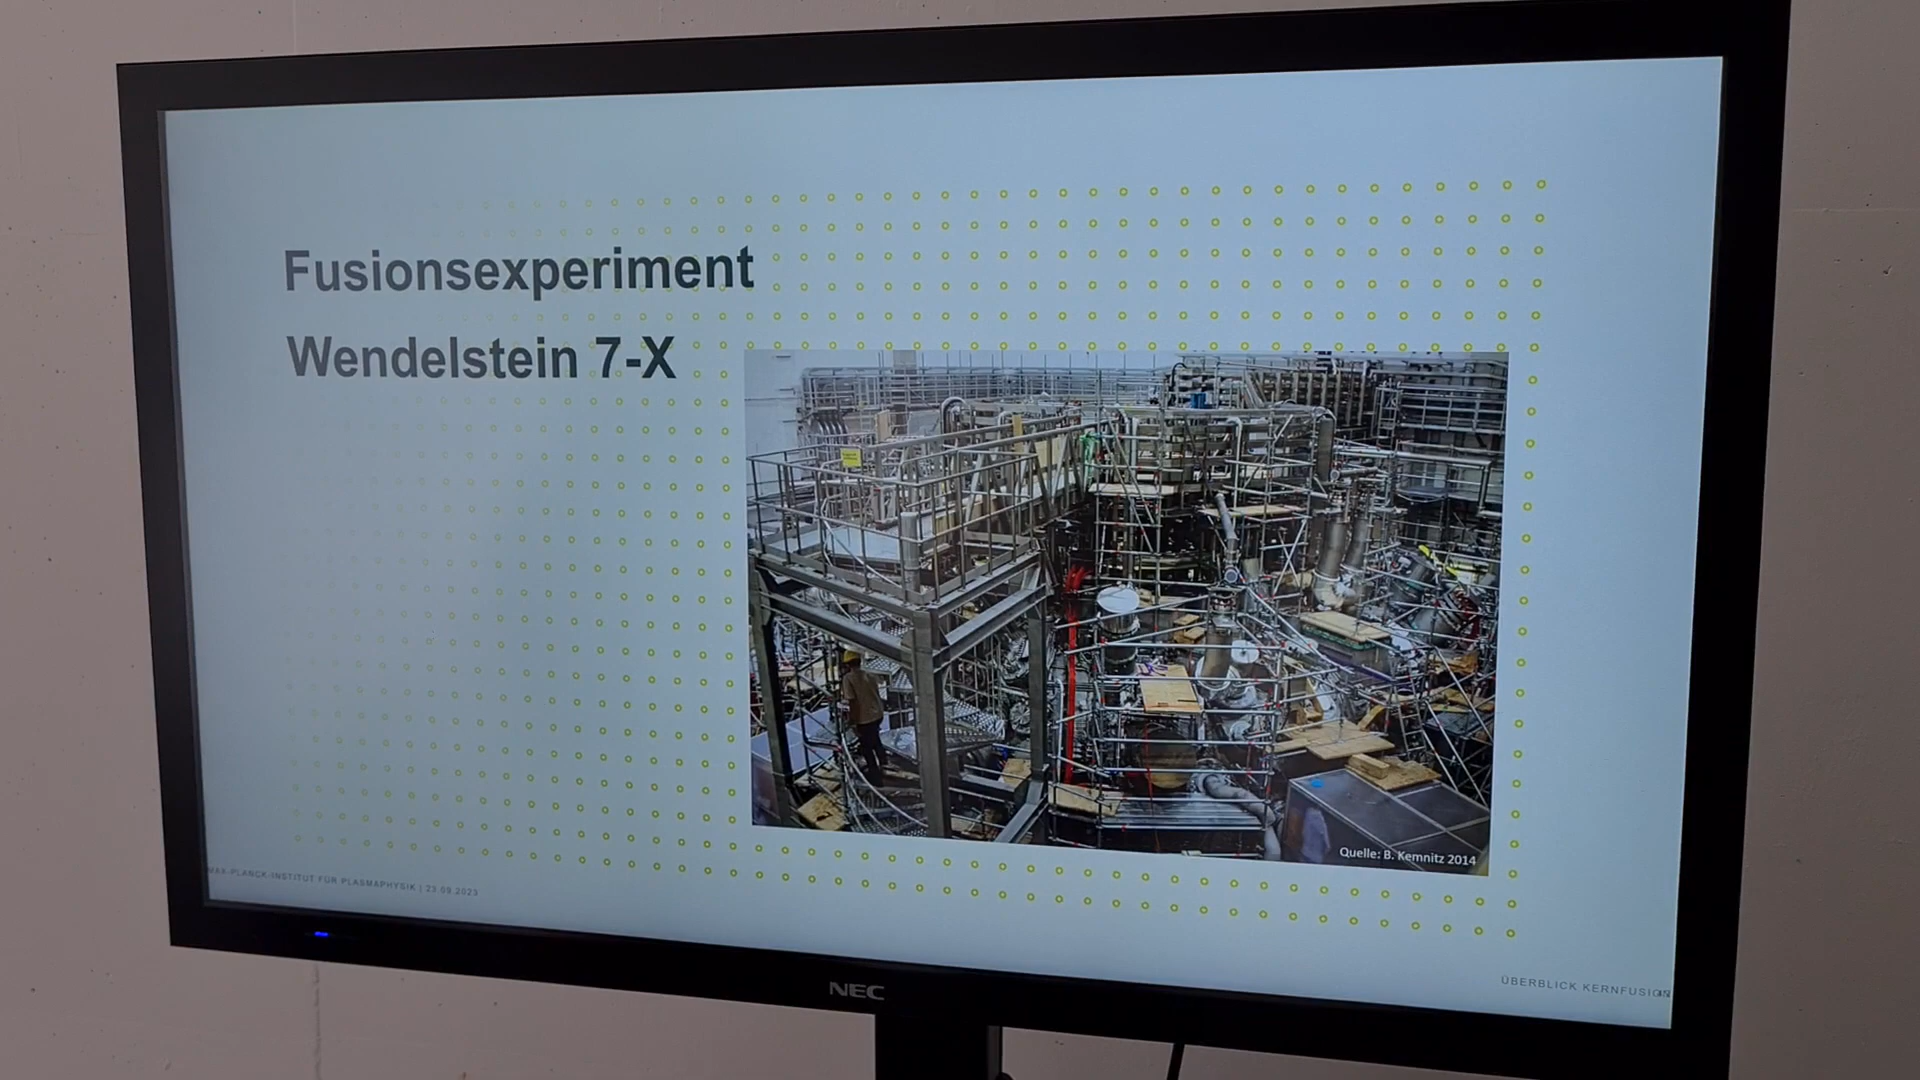 Fusionsexperiment
Wendelstein 7-X
Quelle: B. Kemnitz 2014
MAX-PLANCK-INSTITUT FÜR PLASMAPHYSIK | 23.09.2023
ÜBERBLICK KERNFUSION
NEC